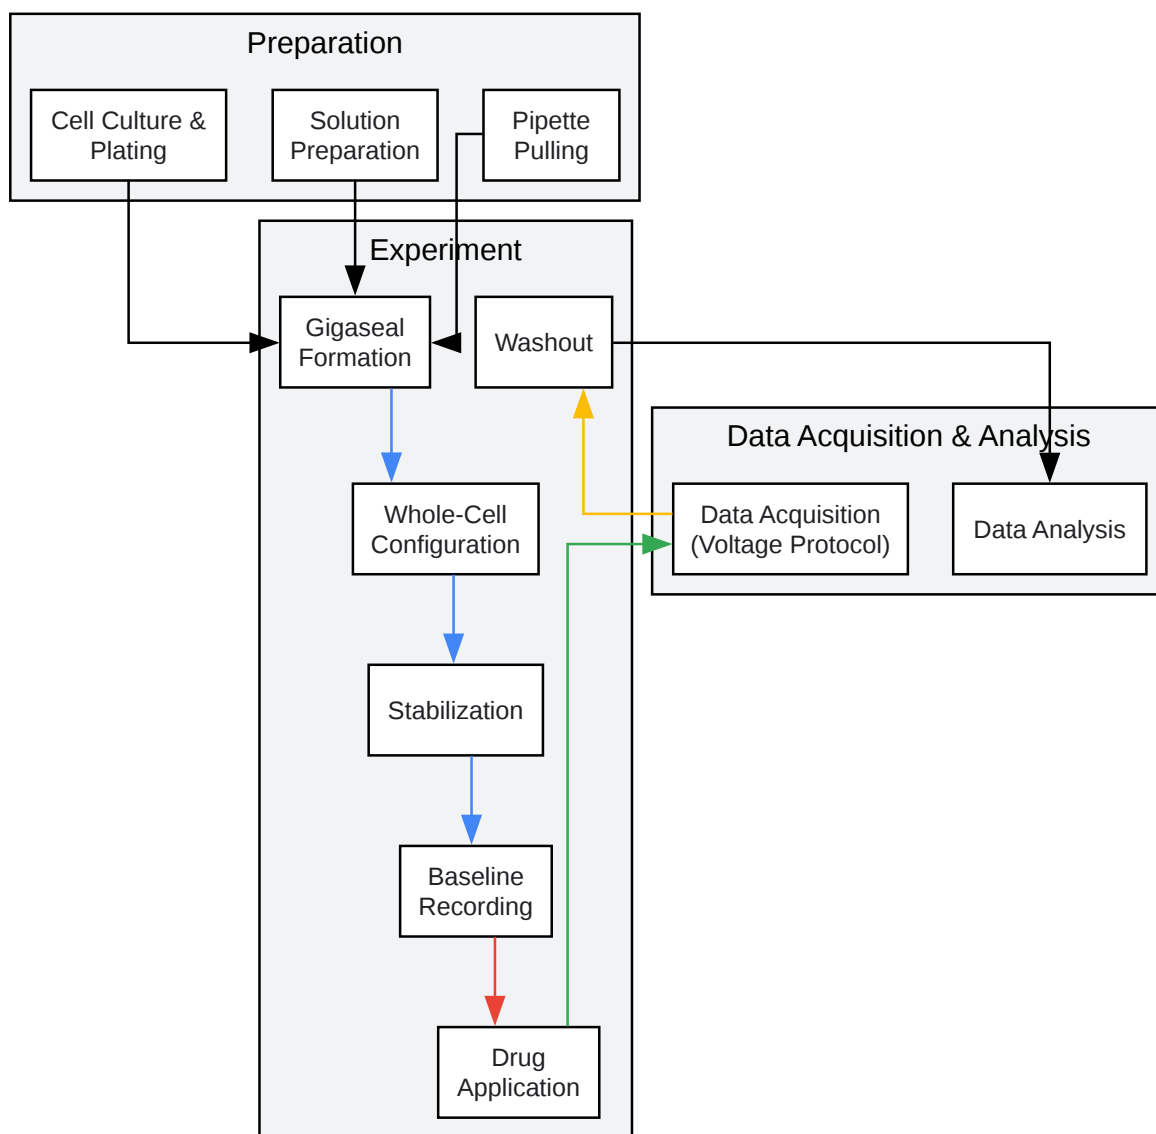 Preparation
Cell Culture &
Plating
Solution
Preparation
Pipette
Pulling
Experiment
Gigaseal
Formation
Washout
Data Acquisition & Analysis
Whole-Cell
Configuration
Data Acquisition
(Voltage Protocol)
Data Analysis
Stabilization
Baseline
Recording
Drug
Application